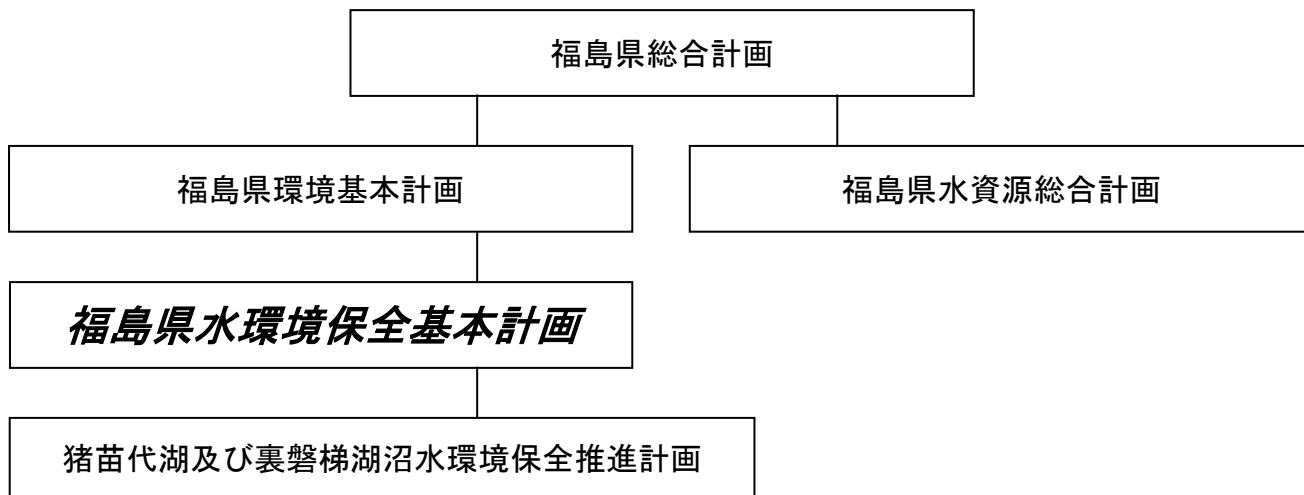 福島県総合計画
福島県環境基本計画
福島県水資源総合計画
福島県水環境保全基本計画
猪苗代湖及び裏磐梯湖沼水環境保全推進計画